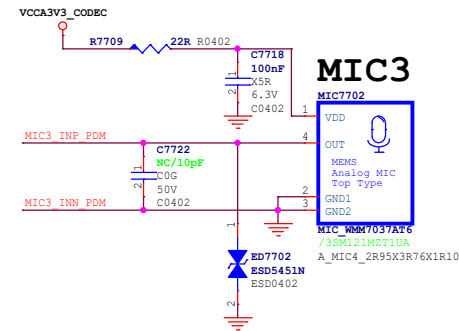 VCCA3V3_CODEC
R7709 22R R0402
C7718
100nF
X5R
6.3V
C0402
1
2
MIC3
MIC7702
1 VDD
MIC3_INP_PDM
4 OUT
C7722
NC/10pF
C0G
50V
C0402
1
2
MEMS
Analog MIC
Top Type
MIC3_INN_PDM
2 GND1
3 GND2
MIC_WMM7037AT6
/3SM121MZT1UA
A_MIC4_2R95X3R76X1R10
1
ED7702
ESD5451N
ESD0402
2